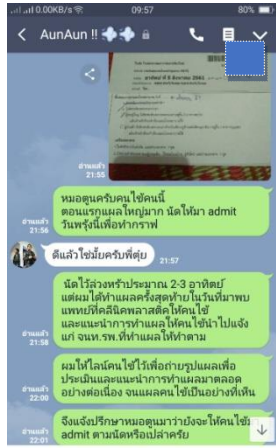 0.00KB/s 09:57 80%
AunAun !!
อ่านแล้ว
21:55
หมอตูนครับคนไข้คนนี้
ตอนแรกแผลใหญ่มาก นัดให้มา admit
วันพรุ่งนี้เพื่อทำกราฟ
อ่านแล้ว
21:56
ดีแล้วใช่มั้ยครับพี่ตุ่ย
21:57
นัดไว้ล่วงหร้าประมาณ 2-3 อาทิตย์
แต่ผมได้ทำแผลครั้งสุดท้ายในวันที่มาพบ
แพทย์ที่คลีนิคพลาสติคให้คนไข้
และแนะนำการทำแผลให้คนไข้นำไปแจ้ง
แก่ จนท.รพ.ที่ทำแผลให้ทำตาม
อ่านแล้ว
21:58
ผมให้ไลน์คนไข้ไว้เพื่อถ่ายรูปแผลเพื่อ
ประเมินและแนะนำการทำแผลมาตลอด
อย่างต่อเนื่อง จนแผลคนไข้เป็นอย่างที่เห็น
อ่านแล้ว
22:00
จึงแจ้งปรึกษาหมอตูนมาว่ายังจะให้คนไข้มา
admit ตามนัดหรือเปล่าครับ
อ่านแล้ว
22:01